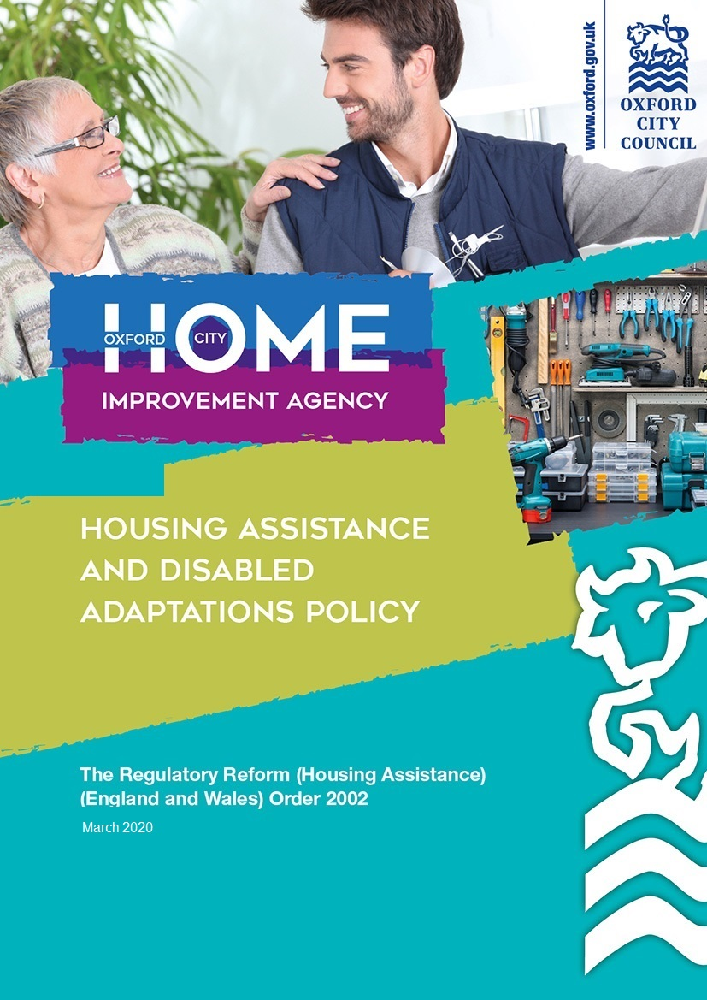 www.oxford.gov.uk
OXFORD
CITY
COUNCIL
HOME
OXFORD CITY
IMPROVEMENT AGENCY
HOUSING ASSISTANCE
AND DISABLED
ADAPTATIONS POLICY
The Regulatory Reform (Housing Assistance)
(England and Wales) Order 2002
March 2020